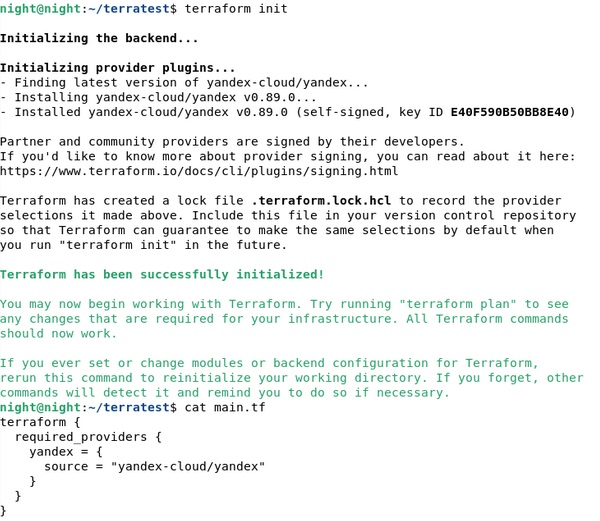 night@night:~/terratest$ terraform init
Initializing the backend...
Initializing provider plugins...
- Finding latest version of yandex-cloud/yandex...
- Installing yandex-cloud/yandex v0.89.0...
- Installed yandex-cloud/yandex v0.89.0 (self-signed, key ID E40F590B50BB8E40)
Partner and community providers are signed by their developers.
If you'd like to know more about provider signing, you can read about it here:
https://www.terraform.io/docs/cli/plugins/signing.html
Terraform has created a lock file .terraform.lock.hcl to record the provider
selections it made above. Include this file in your version control repository
so that Terraform can guarantee to make the same selections by default when
you run "terraform init" in the future.
Terraform has been successfully initialized!
You may now begin working with Terraform. Try running "terraform plan" to see
any changes that are required for your infrastructure. All Terraform commands
should now work.
If you ever set or change modules or backend configuration for Terraform,
rerun this command to reinitialize your working directory. If you forget, other
commands will detect it and remind you to do so if necessary.
night@night:~/terratest$ cat main.tf
terraform {
  required_providers {
    yandex = {
      source = "yandex-cloud/yandex"
    }
  }
}